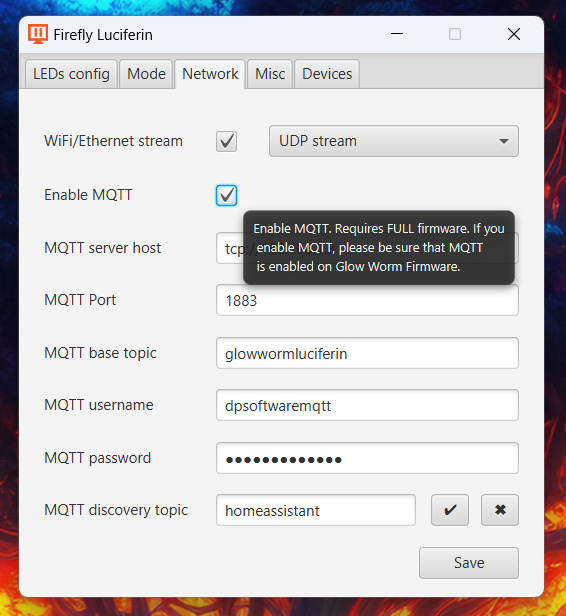 Firefly Luciferin
LEDs config Mode Network Misc Devices
WiFi/Ethernet stream UDP stream
Enable MQTT
Enable MQTT. Requires FULL firmware. If you
enable MQTT, please be sure that MQTT
is enabled on Glow Worm Firmware.
MQTT server host
MQTT Port 1883
MQTT base topic glowwormluciferin
MQTT username dpsoftwaremqtt
MQTT password ●●●●●●●●●●●●●
MQTT discovery topic homeassistant
Save